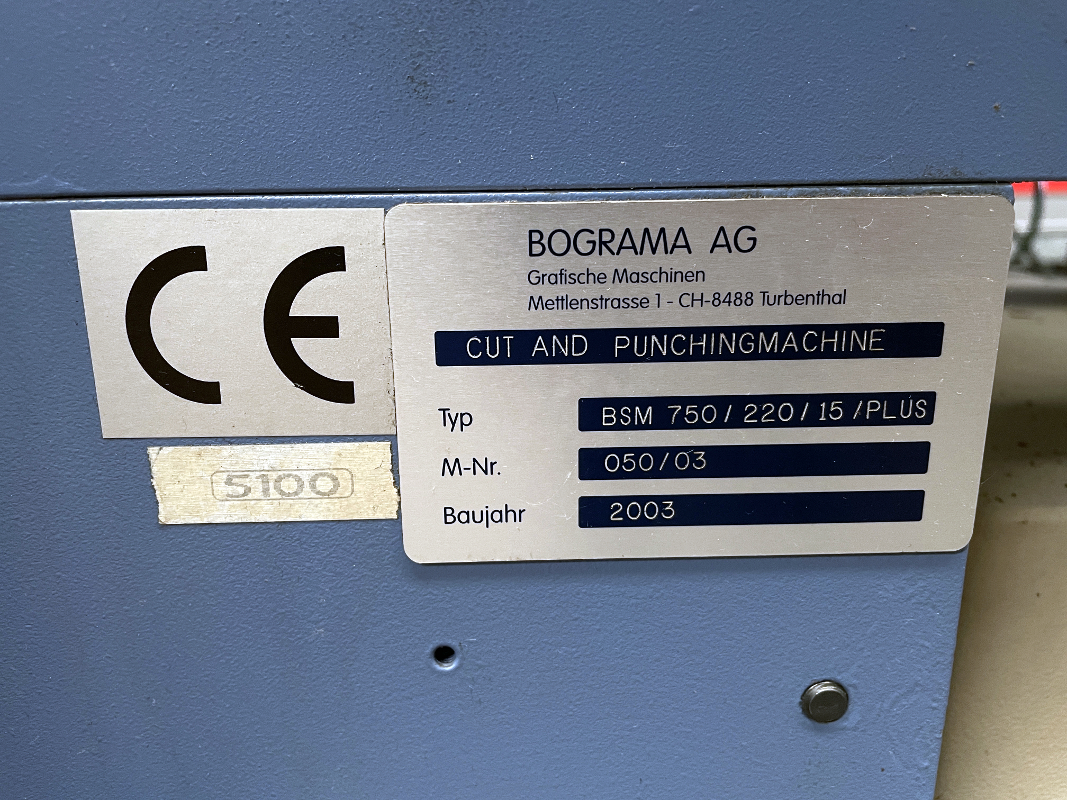 CE
BOGRAMA AG
Grafische Maschinen
Mettlenstrasse 1 - CH-8488 Turbenthal
CUT AND PUNCHINGMACHINE
Typ BSM 750/220/15/PLUS
M-Nr. 050/03
Baujahr 2003
5100